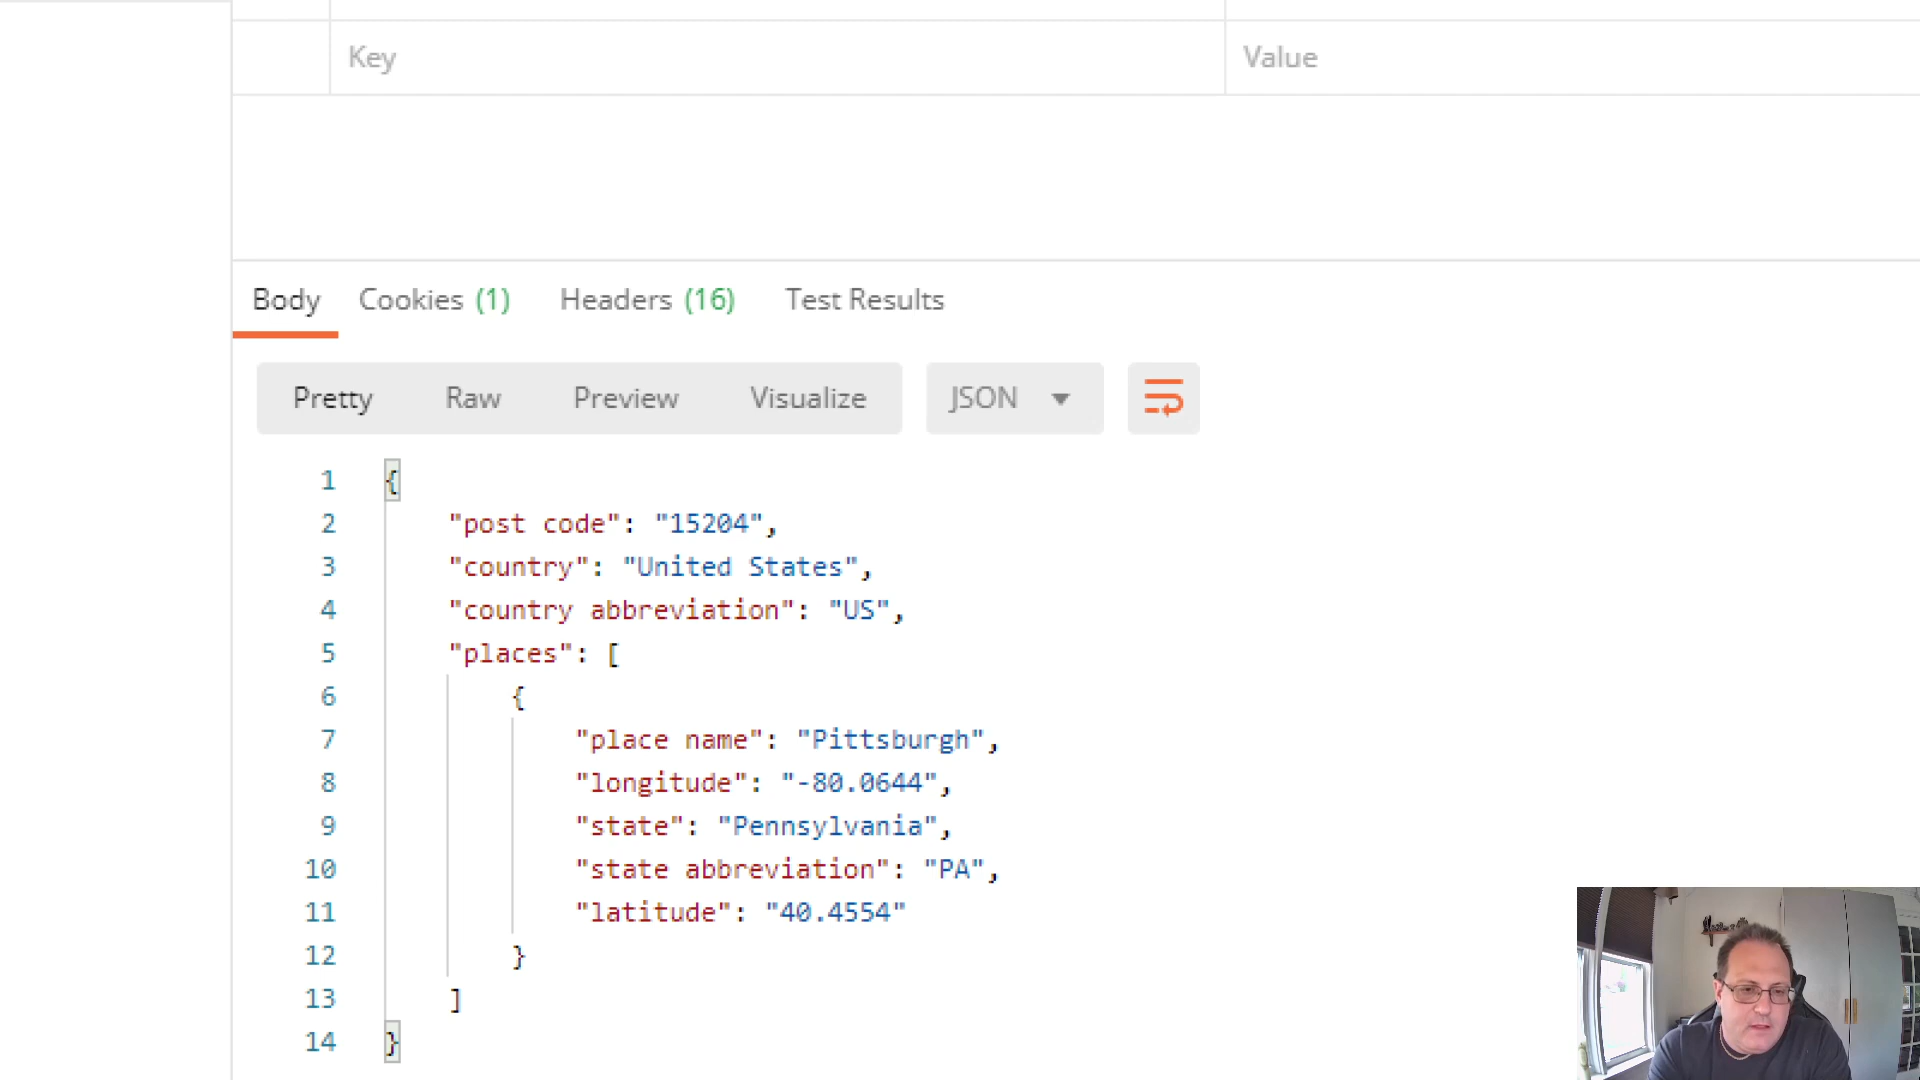 Key Value
Body Cookies (1) Headers (16) Test Results
Pretty Raw Preview Visualize JSON
1 {
2 "post code": "15204",
3 "country": "United States",
4 "country abbreviation": "US",
5 "places": [
6 {
7 "place name": "Pittsburgh",
8 "longitude": "-80.0644",
9 "state": "Pennsylvania",
10 "state abbreviation": "PA",
11 "latitude": "40.4554"
12 }
13 ]
14 }